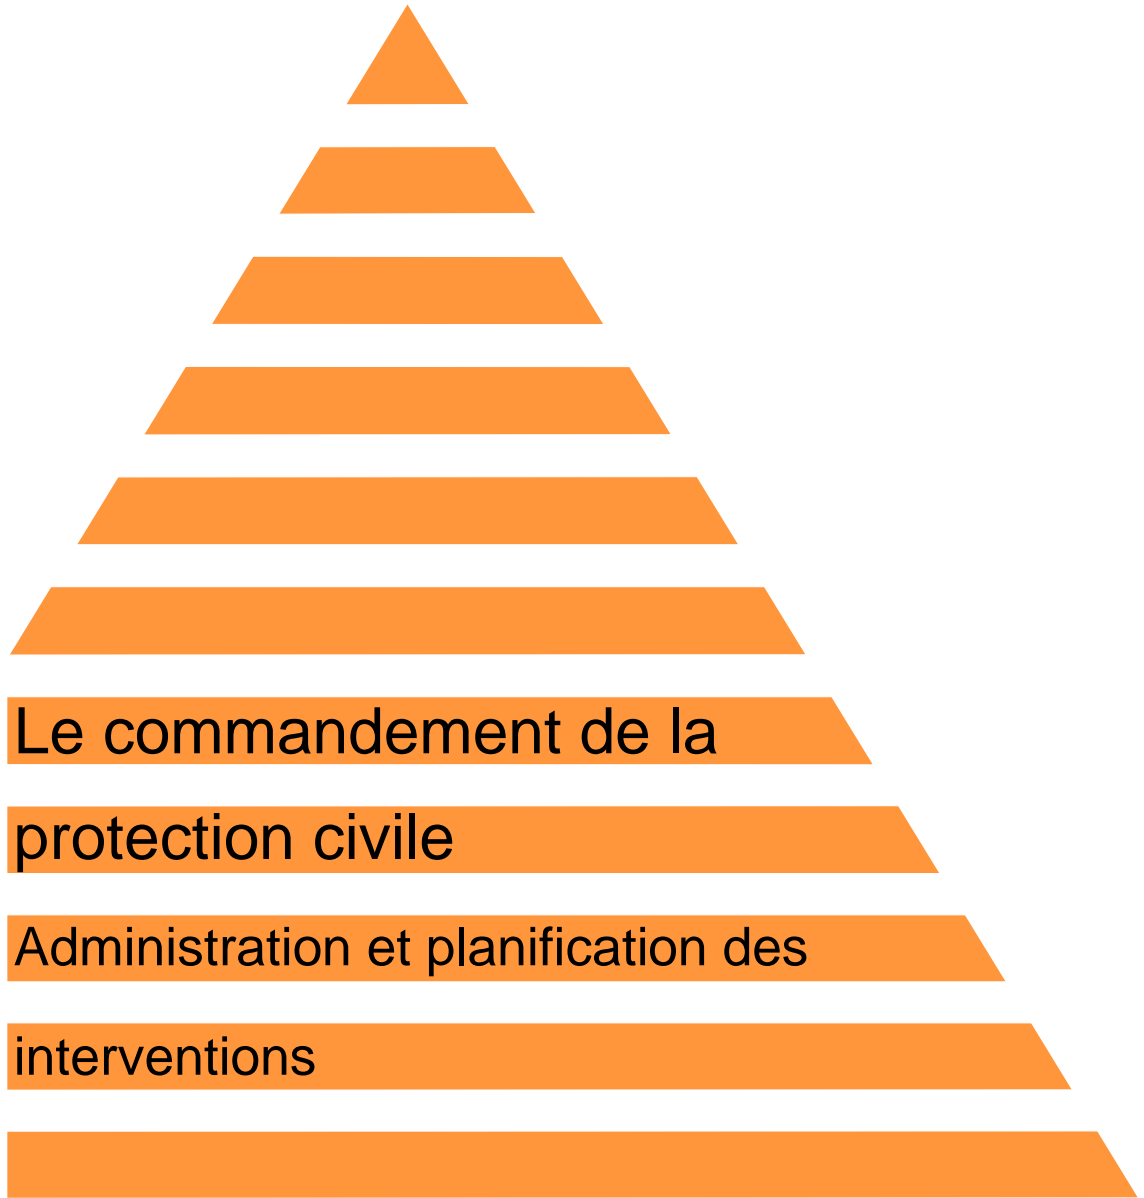 Le commandement de la
protection civile
Administration et planification des
interventions